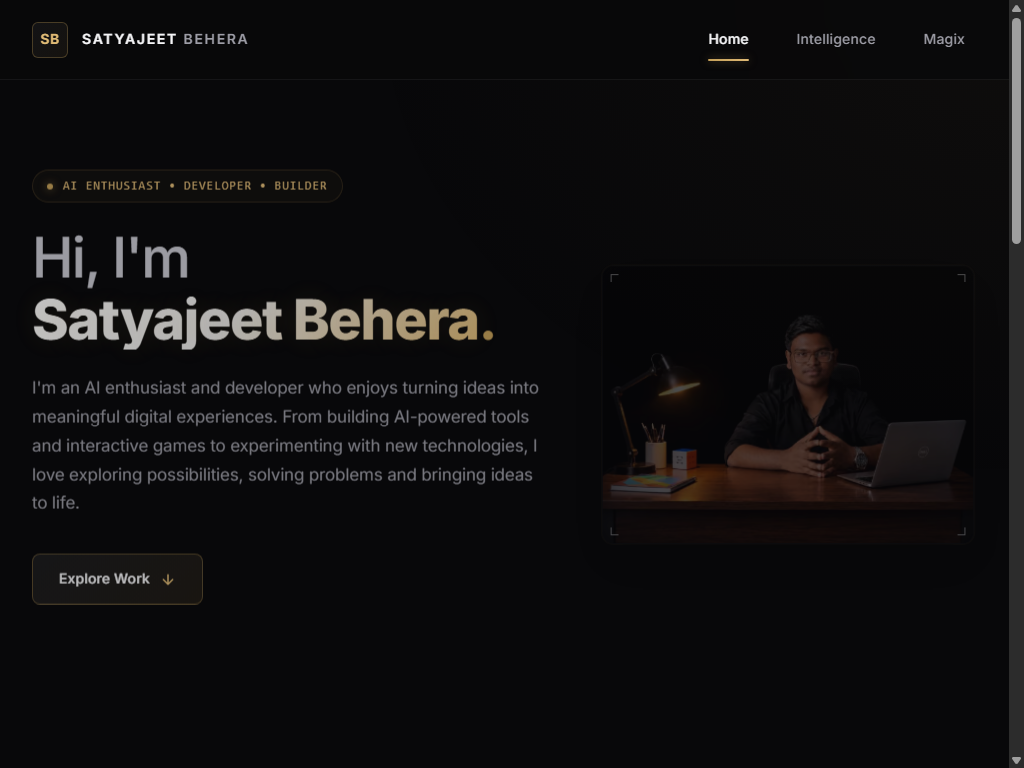 SB SATYAJEET BEHERA Home Intelligence Magix
AI ENTHUSIAST • DEVELOPER • BUILDER
Hi, I'm
Satyajeet Behera.
I'm an AI enthusiast and developer who enjoys turning ideas into
meaningful digital experiences. From building AI-powered tools
and interactive games to experimenting with new technologies, I
love exploring possibilities, solving problems and bringing ideas
to life.
Explore Work ↓